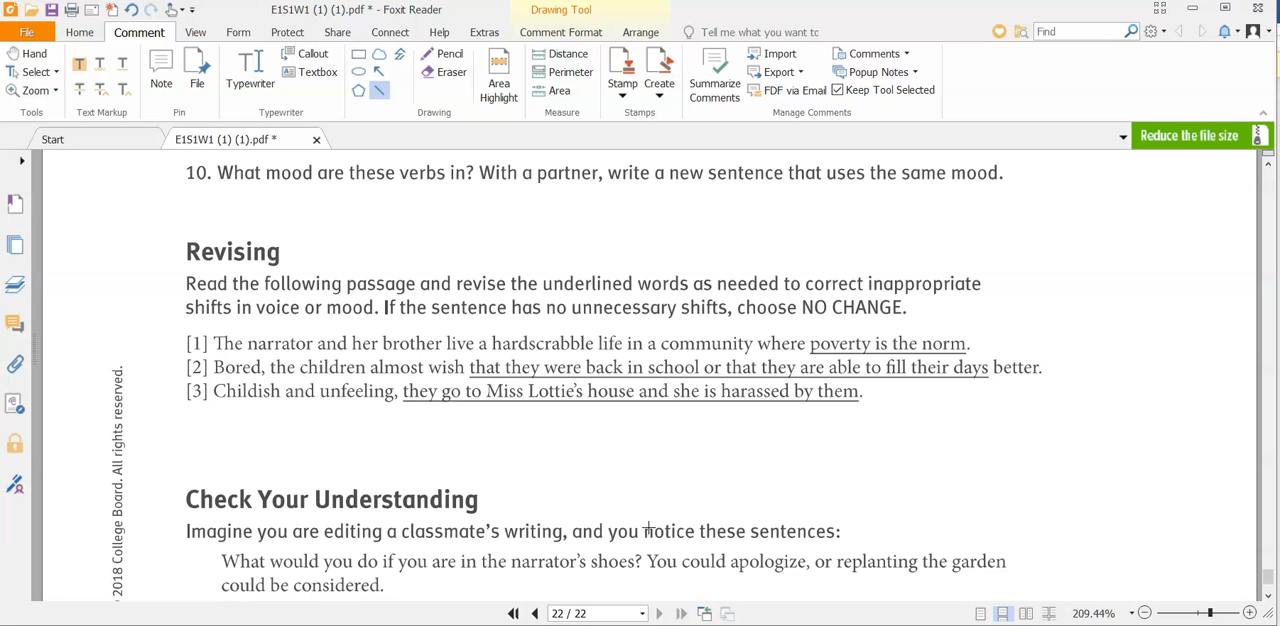 E1S1W1 (1) (1).pdf * - Foxit Reader
Drawing Tool
File Home Comment View Form Protect Share Connect Help Extras Comment Format Arrange Tell me what you want tc Find
Hand
Select
Zoom
Tools
Text Markup
Note File
Pin
Typewriter
Callout
Textbox
Typewriter
Pencil
Eraser
Drawing
Area Highlight
Distance
Perimeter
Area
Measure
Stamp Create
Stamps
Summarize Comments
Import
Export
FDF via Email
Comments
Popup Notes
Keep Tool Selected
Manage Comments
Start E1S1W1 (1) (1).pdf *
Reduce the file size
10. What mood are these verbs in? With a partner, write a new sentence that uses the same mood.
Revising
Read the following passage and revise the underlined words as needed to correct inappropriate
shifts in voice or mood. If the sentence has no unnecessary shifts, choose NO CHANGE.
[1] The narrator and her brother live a hardscrabble life in a community where poverty is the norm.
[2] Bored, the children almost wish that they were back in school or that they are able to fill their days better.
[3] Childish and unfeeling, they go to Miss Lottie's house and she is harassed by them.
2018 College Board. All rights reserved.
Check Your Understanding
Imagine you are editing a classmate's writing, and you notice these sentences:
What would you do if you are in the narrator's shoes? You could apologize, or replanting the garden
could be considered.
22 / 22
209.44%